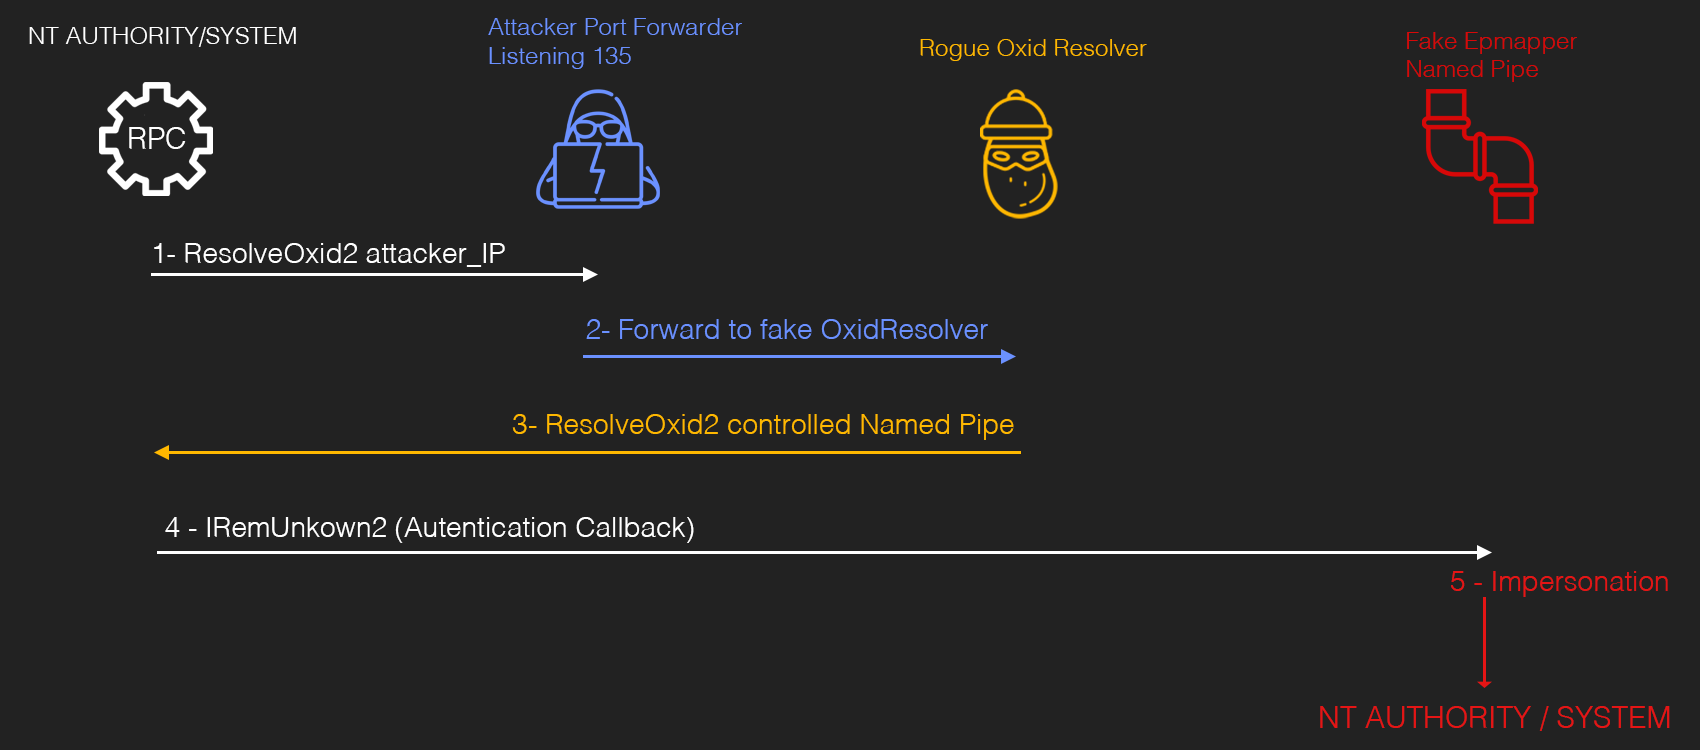 NT AUTHORITY/SYSTEM
Attacker Port Forwarder
Listening 135
Rogue Oxid Resolver
Fake Epmapper
Named Pipe
RPC
1- ResolveOxid2 attacker_IP
2- Forward to fake OxidResolver
3- ResolveOxid2 controlled Named Pipe
4 - IRemUnkown2 (Autentication Callback)
5 - Impersonation
NT AUTHORITY / SYSTEM